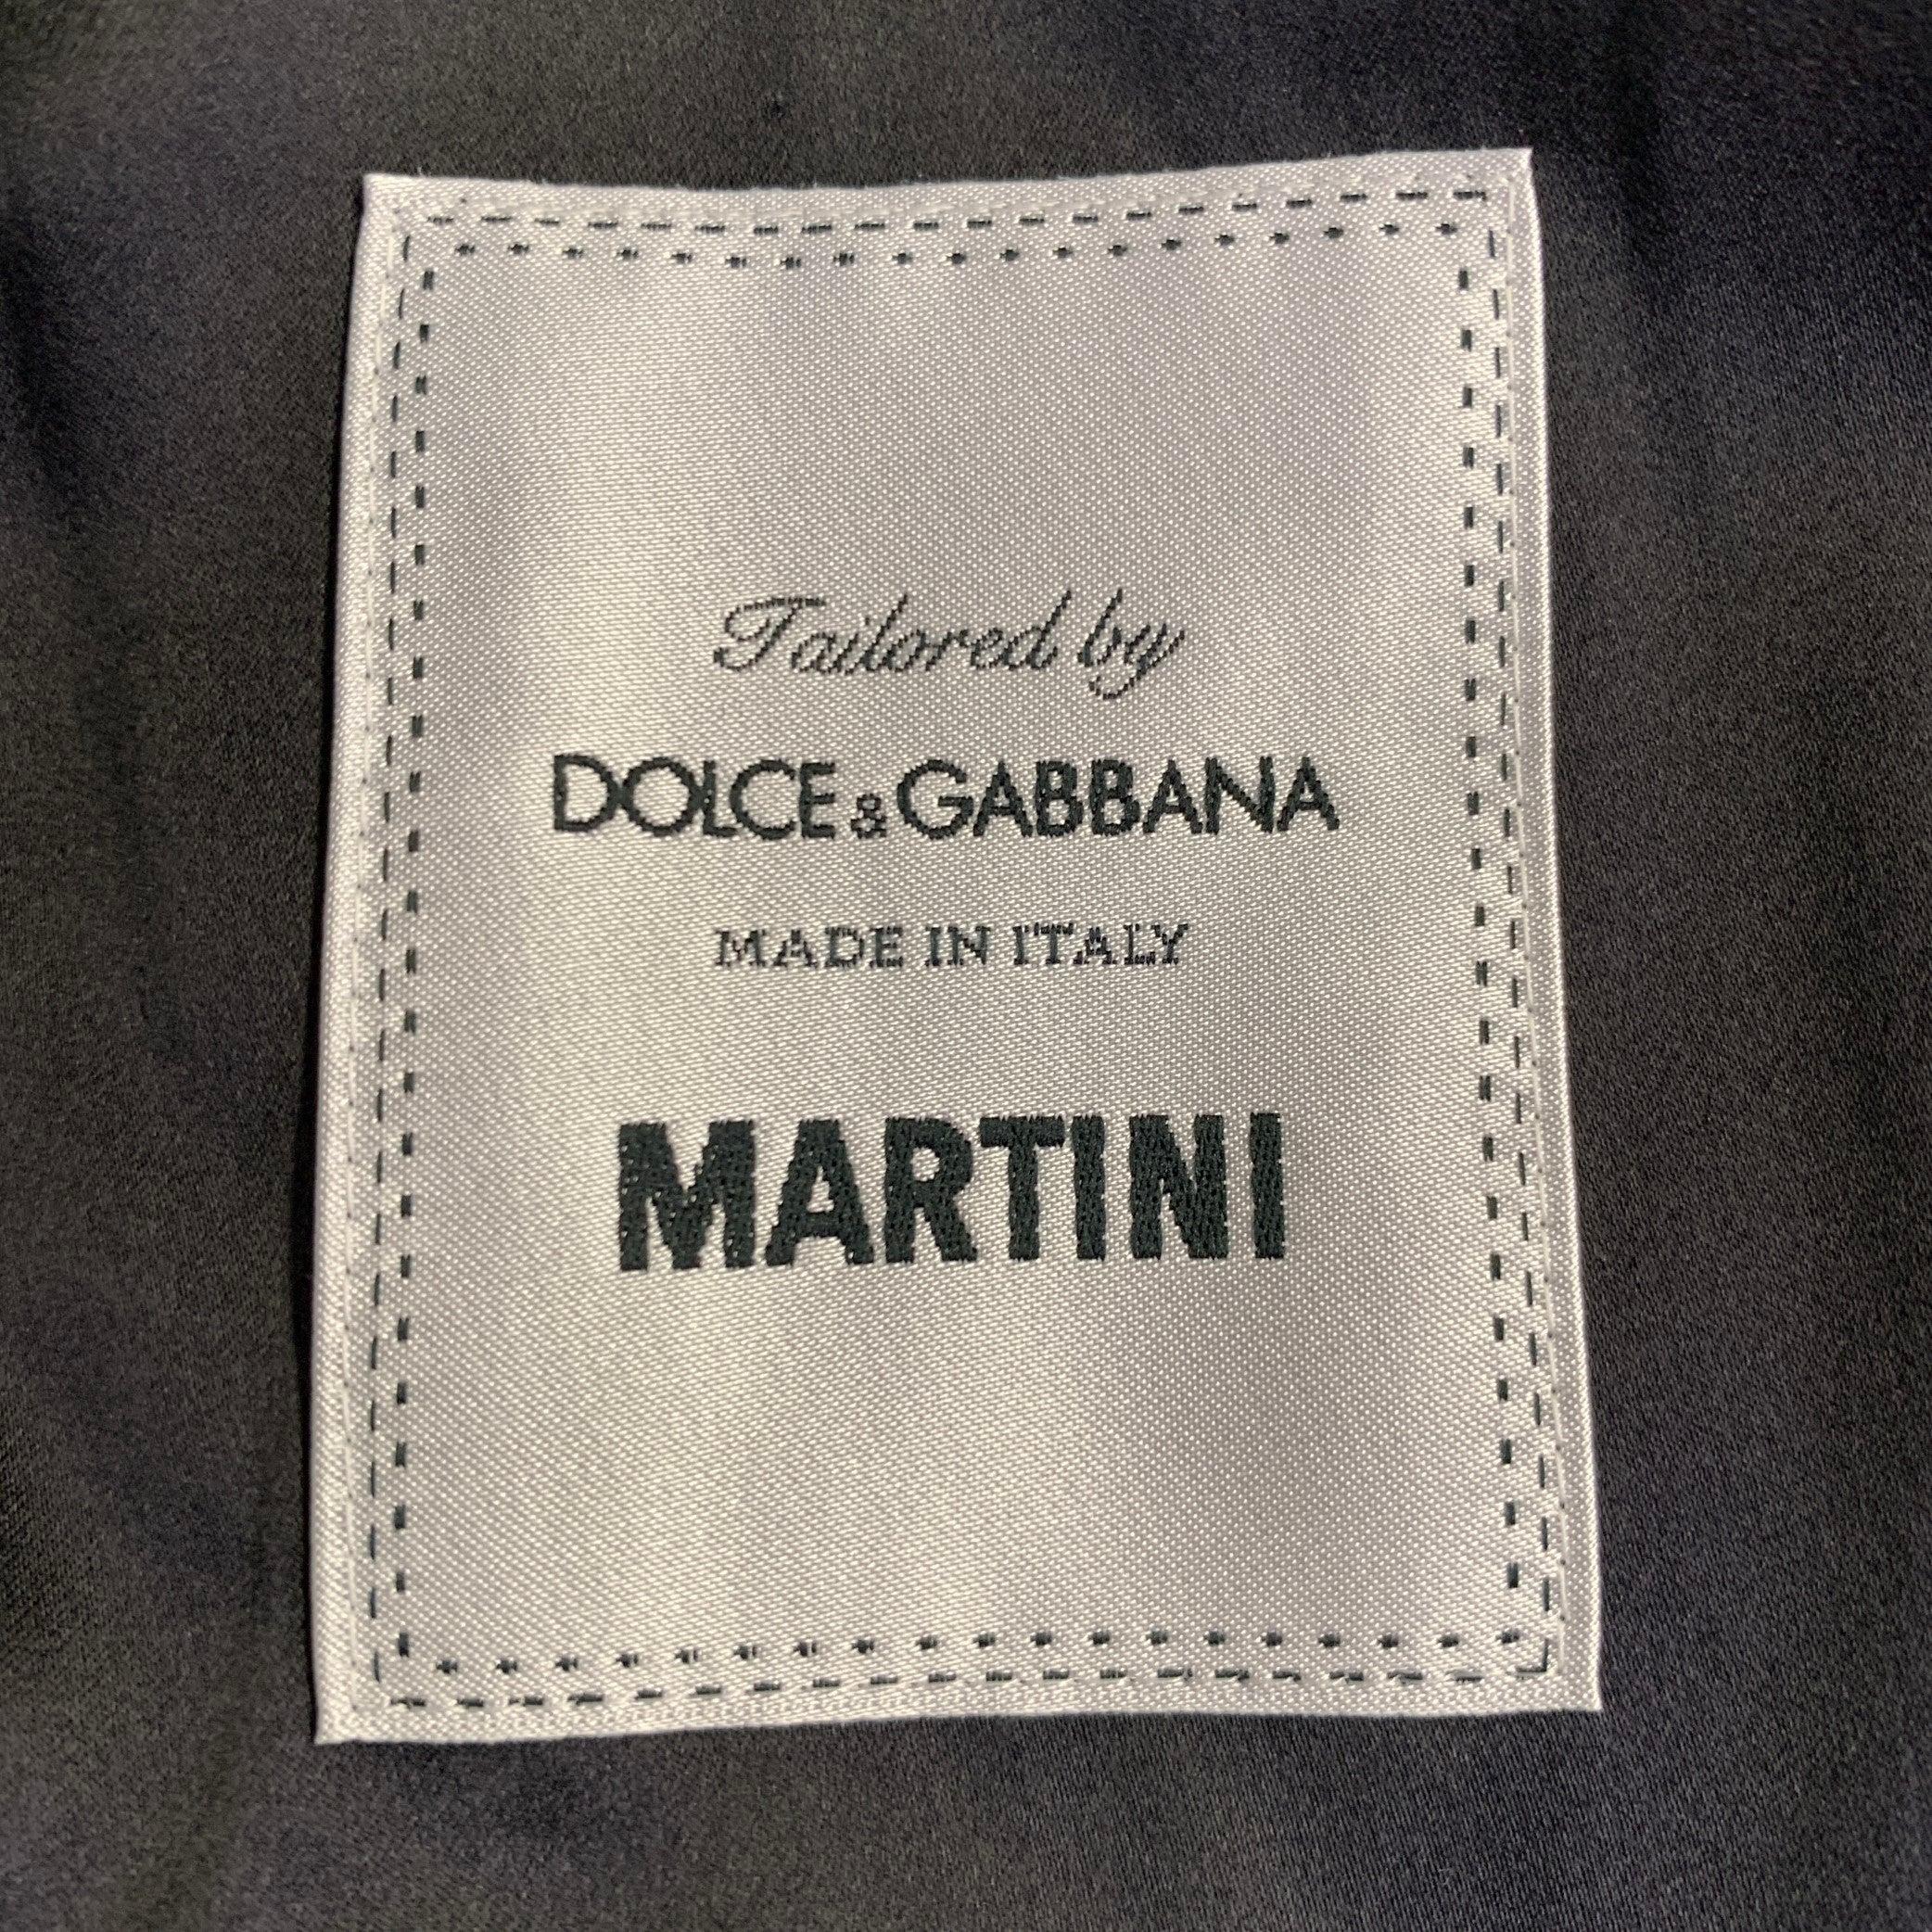 Tailored by
DOLCE & GABBANA
MADE IN ITALY
MARTINI